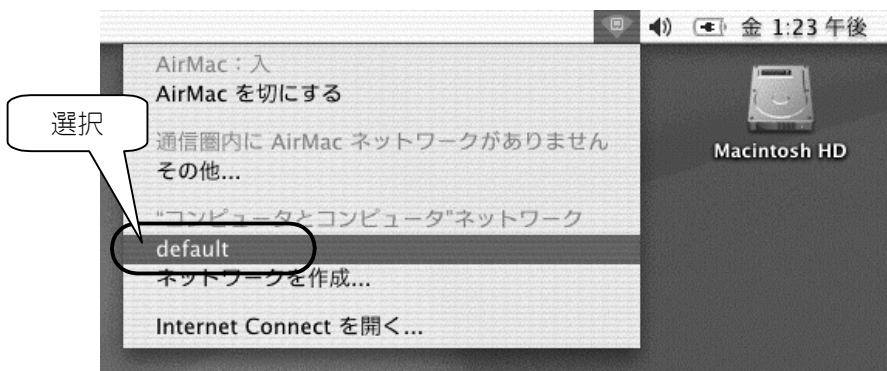 金 1:23 午後
AirMac：入
AirMac を切にする
選択
通信圏内に AirMac ネットワークがありません
その他...
Macintosh HD
“コンピュータとコンピュータ”ネットワーク
default
ネットワークを作成...
Internet Connect を開く...